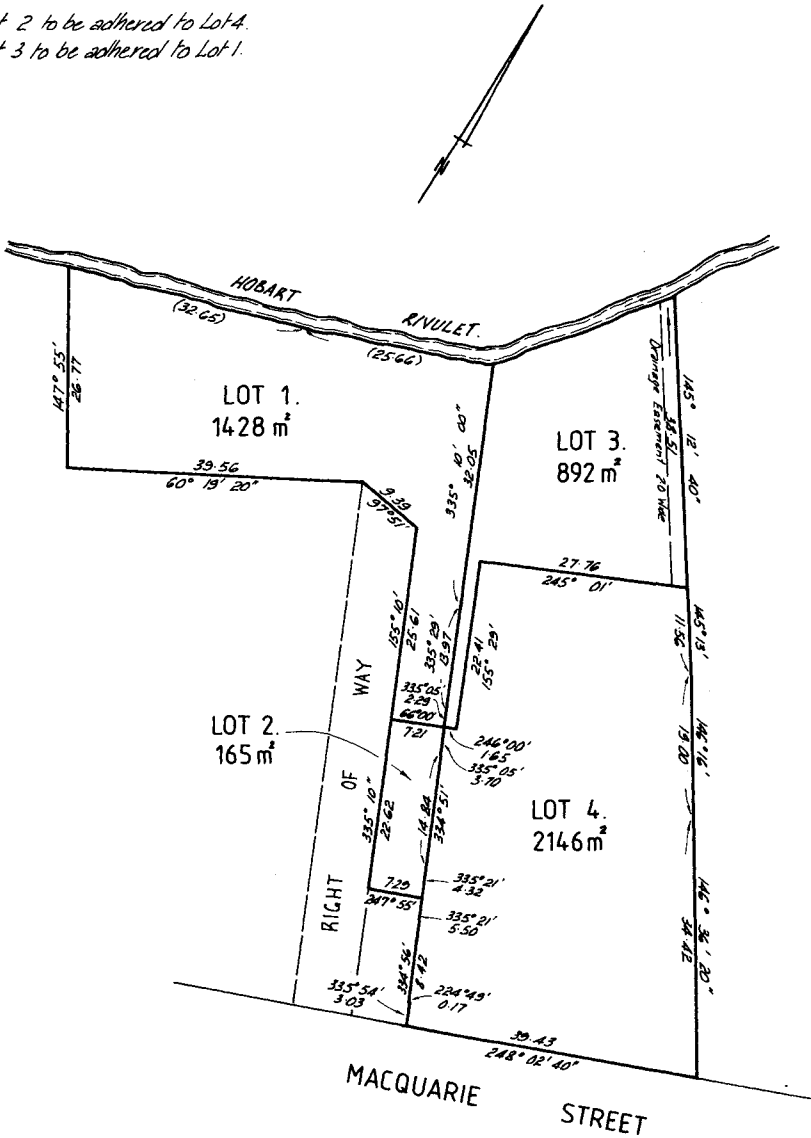 2 to be adhered to Lot 4.
3 to be adhered to Lot 1.
N
HOBART
RIVULET.
(32.65)
(25.66)
147° 55'
26.77
LOT 1.
1428 m²
39.56
60° 19' 20"
9.39
97°51'
335° 10' 00"
32.05
LOT 3.
892 m²
Drainage Easement 2.0 Wide
38.51
145° 12' 40"
27.76
245° 01'
155° 10'
25.61
335° 29'
13.97
22.41
155° 29'
145° 13'
11.56
WAY
335° 05'
2.29
66°00'
7.21
246°00'
1.65
335° 05'
3.70
146° 16'
19.00
LOT 2.
165 m²
OF
335° 10'
22.62
14.84
334° 51'
LOT 4.
2146 m²
RIGHT
7.29
247° 55'
335° 21'
4.32
335° 21'
5.50
146° 36' 20"
34.42
334° 56'
6.42
335° 54'
3.03
224° 49'
0.17
39.43
248° 02' 40"
MACQUARIE STREET